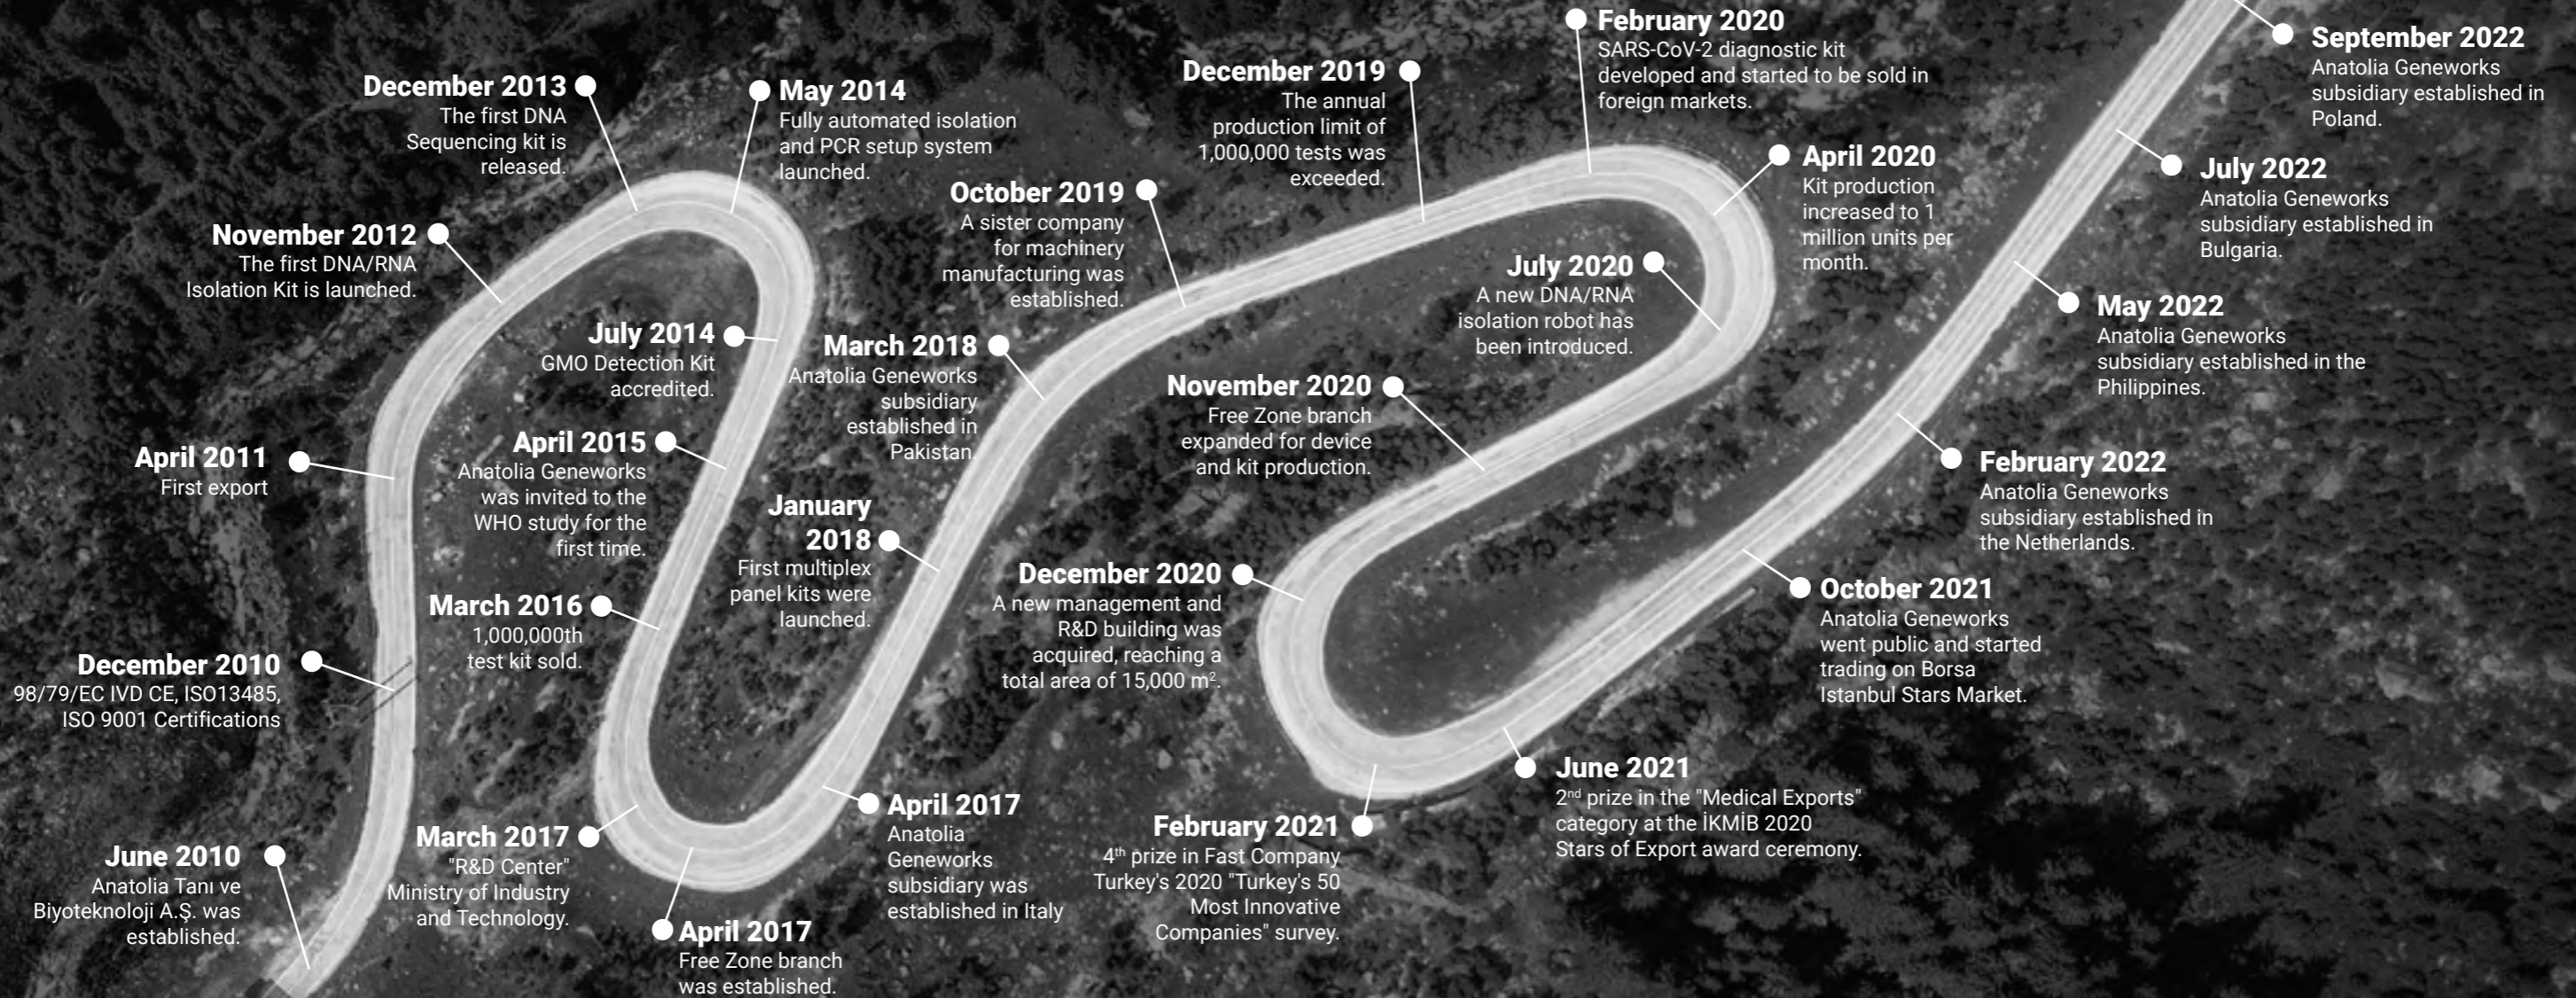 June 2010
Anatolia Tanı ve
Biyoteknoloji A.Ş. was
established.
December 2010
98/79/EC IVD CE, ISO13485,
ISO 9001 Certifications
April 2011
First export
November 2012
The first DNA/RNA
Isolation Kit is launched.
December 2013
The first DNA
Sequencing kit is
released.
May 2014
Fully automated isolation
and PCR setup system
launched.
July 2014
GMO Detection Kit
accredited.
April 2015
Anatolia Geneworks
was invited to the
WHO study for the
first time.
March 2016
1,000,000th
test kit sold.
March 2017
"R&D Center"
Ministry of Industry
and Technology.
April 2017
Free Zone branch
was established.
April 2017
Anatolia
Geneworks
subsidiary was
established in Italy
January
2018
First multiplex
panel kits were
launched.
March 2018
Anatolia Geneworks
subsidiary
established in
Pakistan.
October 2019
A sister company
for machinery
manufacturing was
established.
December 2019
The annual
production limit of
1,000,000 tests was
exceeded.
February 2020
SARS-CoV-2 diagnostic kit
developed and started to be sold in
foreign markets.
April 2020
Kit production
increased to 1
million units per
month.
July 2020
A new DNA/RNA
isolation robot has
been introduced.
November 2020
Free Zone branch
expanded for device
and kit production.
December 2020
A new management and
R&D building was
acquired, reaching a
total area of 15,000 m².
February 2021
4th prize in Fast Company
Turkey's 2020 "Turkey's 50
Most Innovative
Companies" survey.
June 2021
2nd prize in the "Medical Exports"
category at the İKMİB 2020
Stars of Export award ceremony.
October 2021
Anatolia Geneworks
went public and started
trading on Borsa
Istanbul Stars Market.
February 2022
Anatolia Geneworks
subsidiary established in
the Netherlands.
May 2022
Anatolia Geneworks
subsidiary established in the
Philippines.
July 2022
Anatolia Geneworks
subsidiary established in
Bulgaria.
September 2022
Anatolia Geneworks
subsidiary established in
Poland.